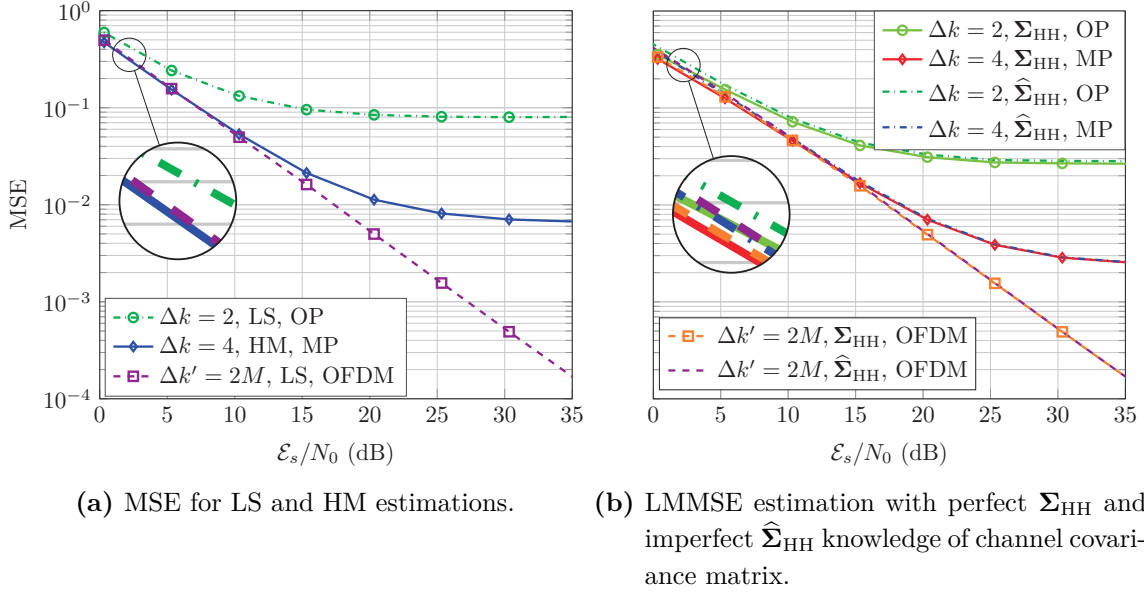 10^0
10^−1
10^−2
10^−3
10^−4
MSE
0 5 10 15 20 25 30 35
ℰ_s/N_0 (dB)
Δk = 2, LS, OP
Δk = 4, HM, MP
Δk′ = 2M, LS, OFDM
(a) MSE for LS and HM estimations.
Δk = 2, Σ_HH, OP
Δk = 4, Σ_HH, MP
Δk = 2, Σ̂_HH, OP
Δk = 4, Σ̂_HH, MP
Δk′ = 2M, Σ_HH, OFDM
Δk′ = 2M, Σ̂_HH, OFDM
0 5 10 15 20 25 30 35
ℰ_s/N_0 (dB)
(b) LMMSE estimation with perfect Σ_HH and
imperfect Σ̂_HH knowledge of channel covari-
ance matrix.